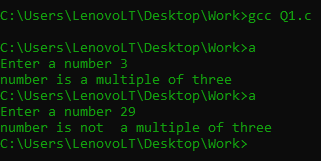 C:\Users\LenovoLT\Desktop\Work>gcc Q1.c
C:\Users\LenovoLT\Desktop\Work>a
Enter a number 3
number is a multiple of three
C:\Users\LenovoLT\Desktop\Work>a
Enter a number 29
number is not  a multiple of three
C:\Users\LenovoLT\Desktop\Work>